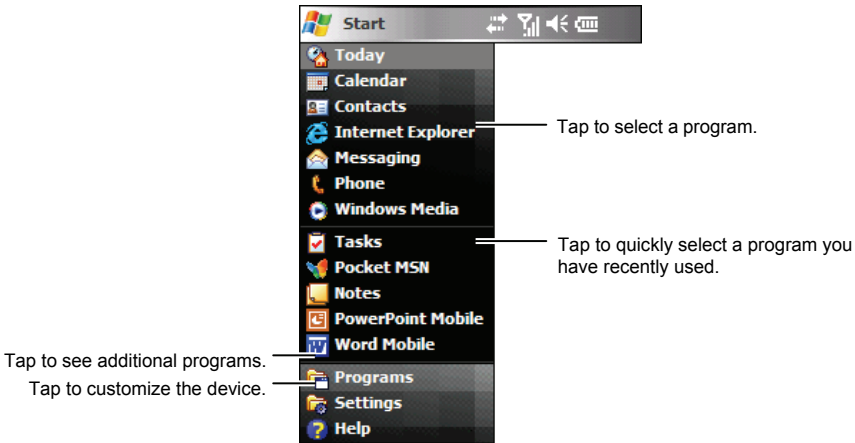 Start
Today
Calendar
Contacts
Internet Explorer
Messaging
Phone
Windows Media
Tasks
Pocket MSN
Notes
PowerPoint Mobile
Word Mobile
Programs
Settings
Help
Tap to select a program.
Tap to quickly select a program you
have recently used.
Tap to see additional programs.
Tap to customize the device.